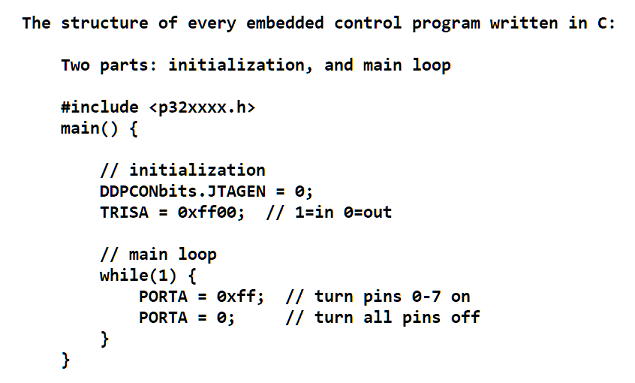 The structure of every embedded control program written in C:
Two parts: initialization, and main loop
#include <p32xxxx.h>
main() {
// initialization
DDPCONbits.JTAGEN = 0;
TRISA = 0xff00;  // 1=in 0=out
// main loop
while(1) {
PORTA = 0xff;  // turn pins 0-7 on
PORTA = 0;     // turn all pins off
}
}